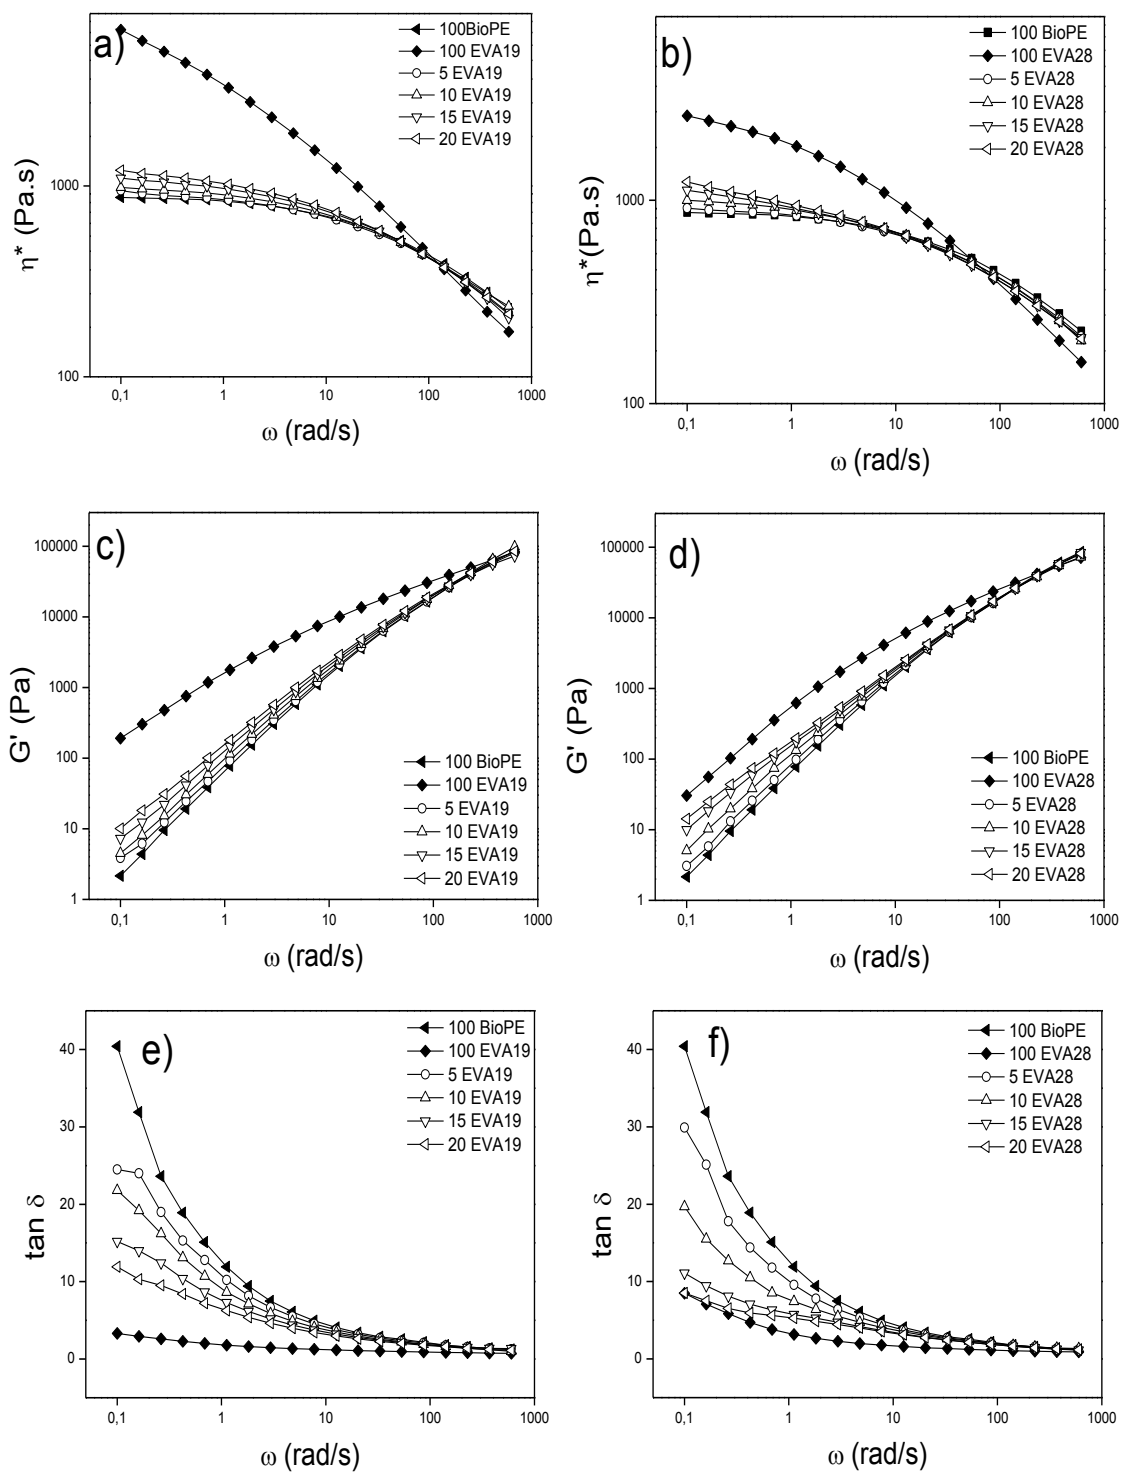 a)
100BioPE
100 EVA19
5 EVA19
10 EVA19
15 EVA19
20 EVA19
η* (Pa.s)
1000
100
0,1 1 10 100 1000
ω (rad/s)
b)
100 BioPE
100 EVA28
5 EVA28
10 EVA28
15 EVA28
20 EVA28
η*(Pa.s)
1000
100
0,1 1 10 100 1000
ω (rad/s)
c)
100 BioPE
100 EVA19
5 EVA19
10 EVA19
15 EVA19
20 EVA19
G' (Pa)
100000
10000
1000
100
10
1
0,1 1 10 100 1000
ω (rad/s)
d)
100 BioPE
100 EVA28
5 EVA28
10 EVA28
15 EVA28
20 EVA28
G' (Pa)
100000
10000
1000
100
10
1
0,1 1 10 100 1000
ω (rad/s)
e)
100 BioPE
100 EVA19
5 EVA19
10 EVA19
15 EVA19
20 EVA19
tan δ
40
30
20
10
0
0,1 1 10 100 1000
ω (rad/s)
f)
100 BioPE
100 EVA28
5 EVA28
10 EVA28
15 EVA28
20 EVA28
tan δ
40
30
20
10
0
0,1 1 10 100 1000
ω (rad/s)